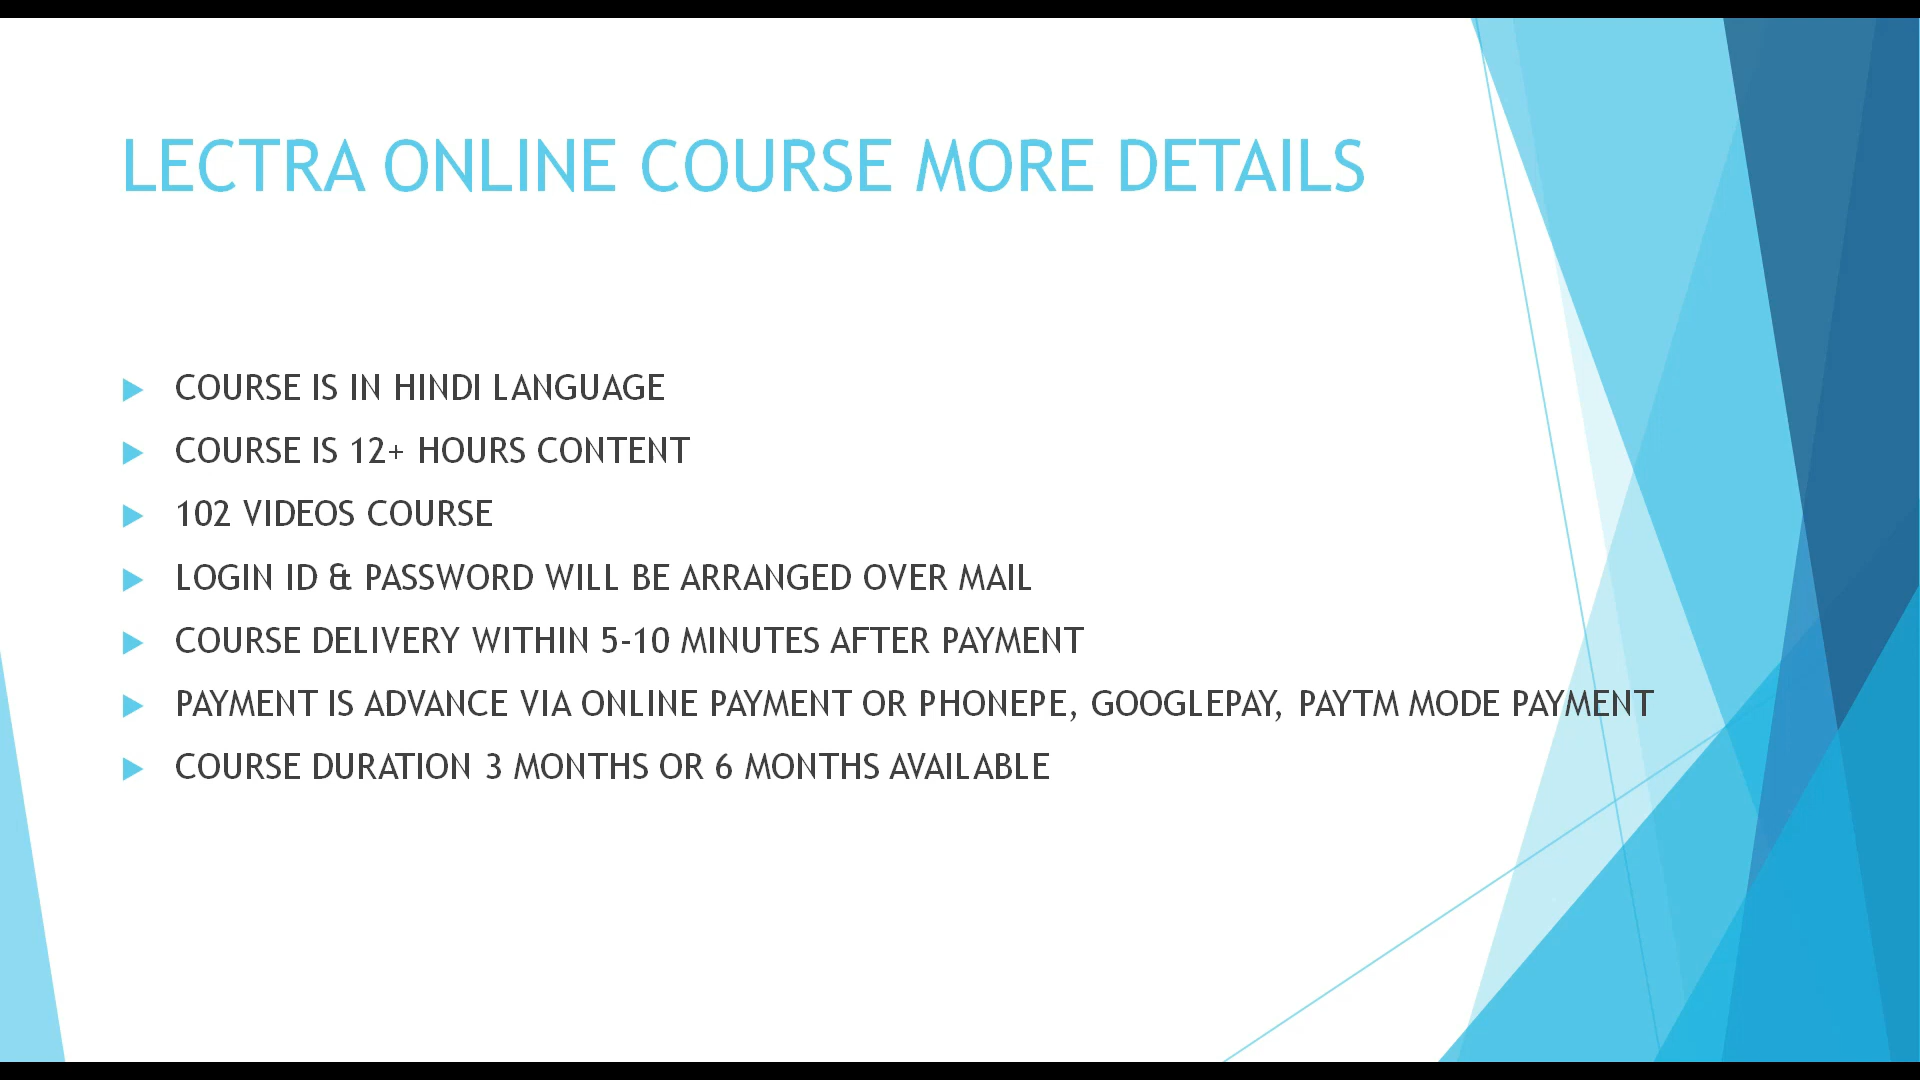 LECTRA ONLINE COURSE MORE DETAILS
COURSE IS IN HINDI LANGUAGE
COURSE IS 12+ HOURS CONTENT
102 VIDEOS COURSE
LOGIN ID & PASSWORD WILL BE ARRANGED OVER MAIL
COURSE DELIVERY WITHIN 5-10 MINUTES AFTER PAYMENT
PAYMENT IS ADVANCE VIA ONLINE PAYMENT OR PHONEPE, GOOGLEPAY, PAYTM MODE PAYMENT
COURSE DURATION 3 MONTHS OR 6 MONTHS AVAILABLE